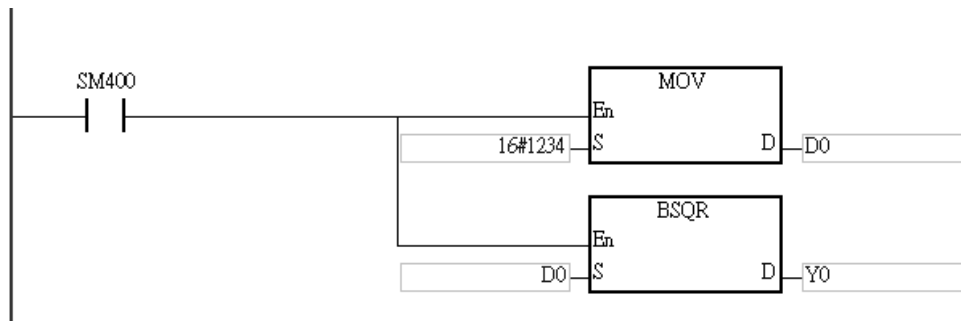 SM400
MOV
En
16#1234 S D D0
BSQR
En
D0 S D Y0